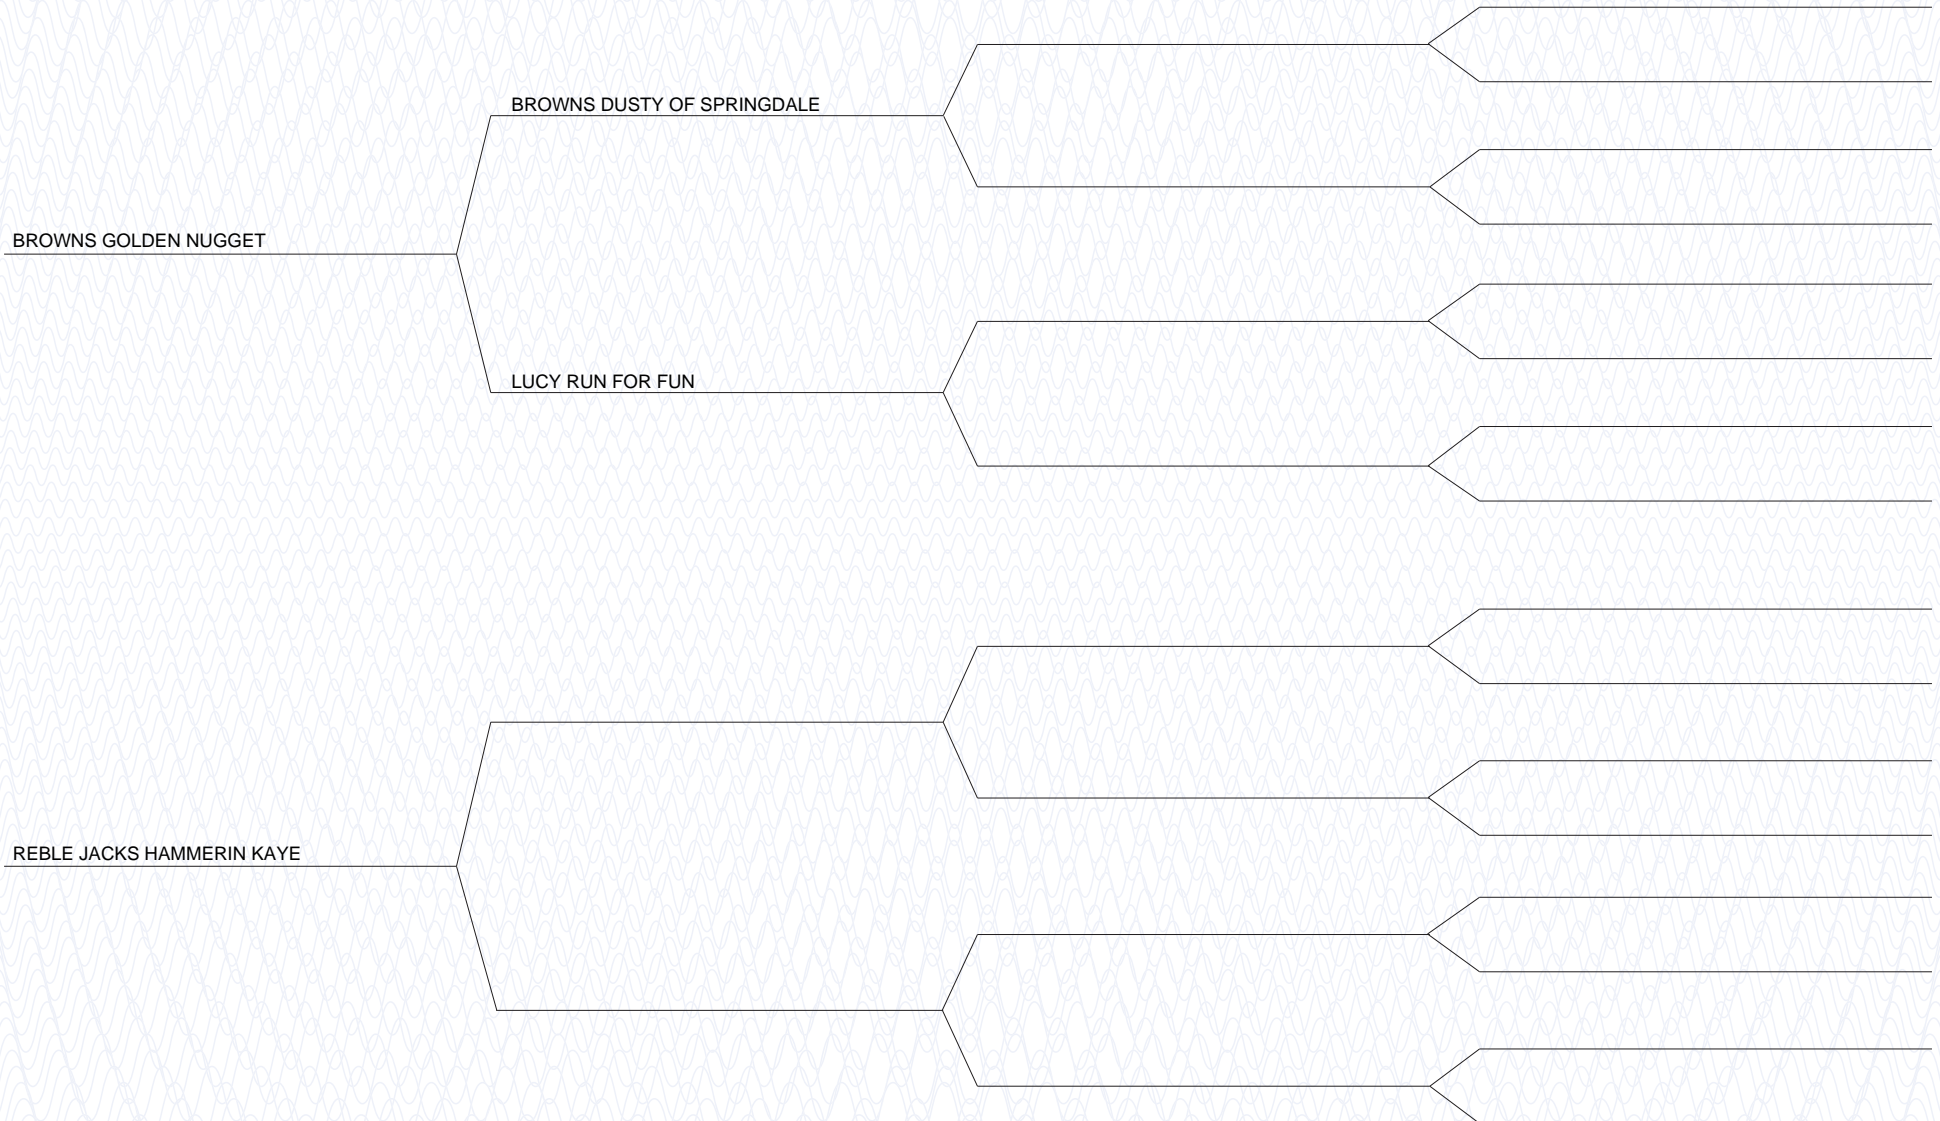 BROWNS DUSTY OF SPRINGDALE
BROWNS GOLDEN NUGGET
LUCY RUN FOR FUN
REBLE JACKS HAMMERIN KAYE